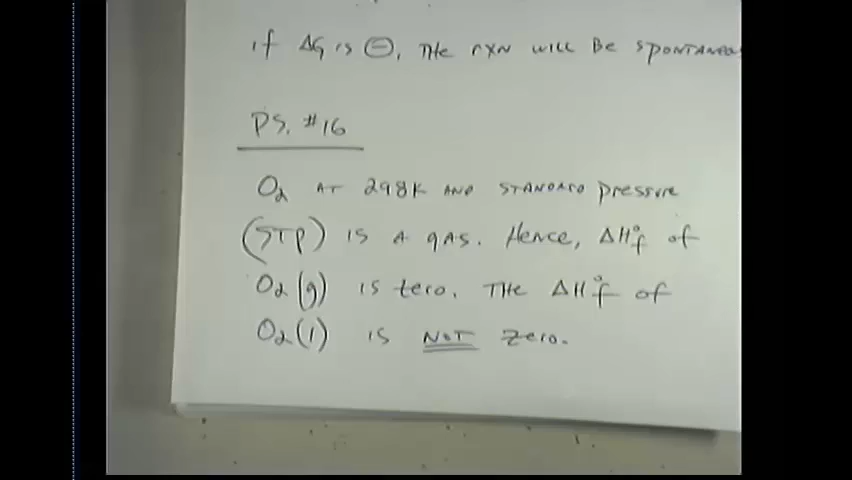 if ΔG is ⊖, THE rxn will BE spontaneous
P.S. #16
O₂ AT 298K AND STANDARD pressure
(STP) is A gAS. Hence, ΔH°f of
O₂(g) is zero. THE ΔH°f of
O₂(l) is NOT zero.